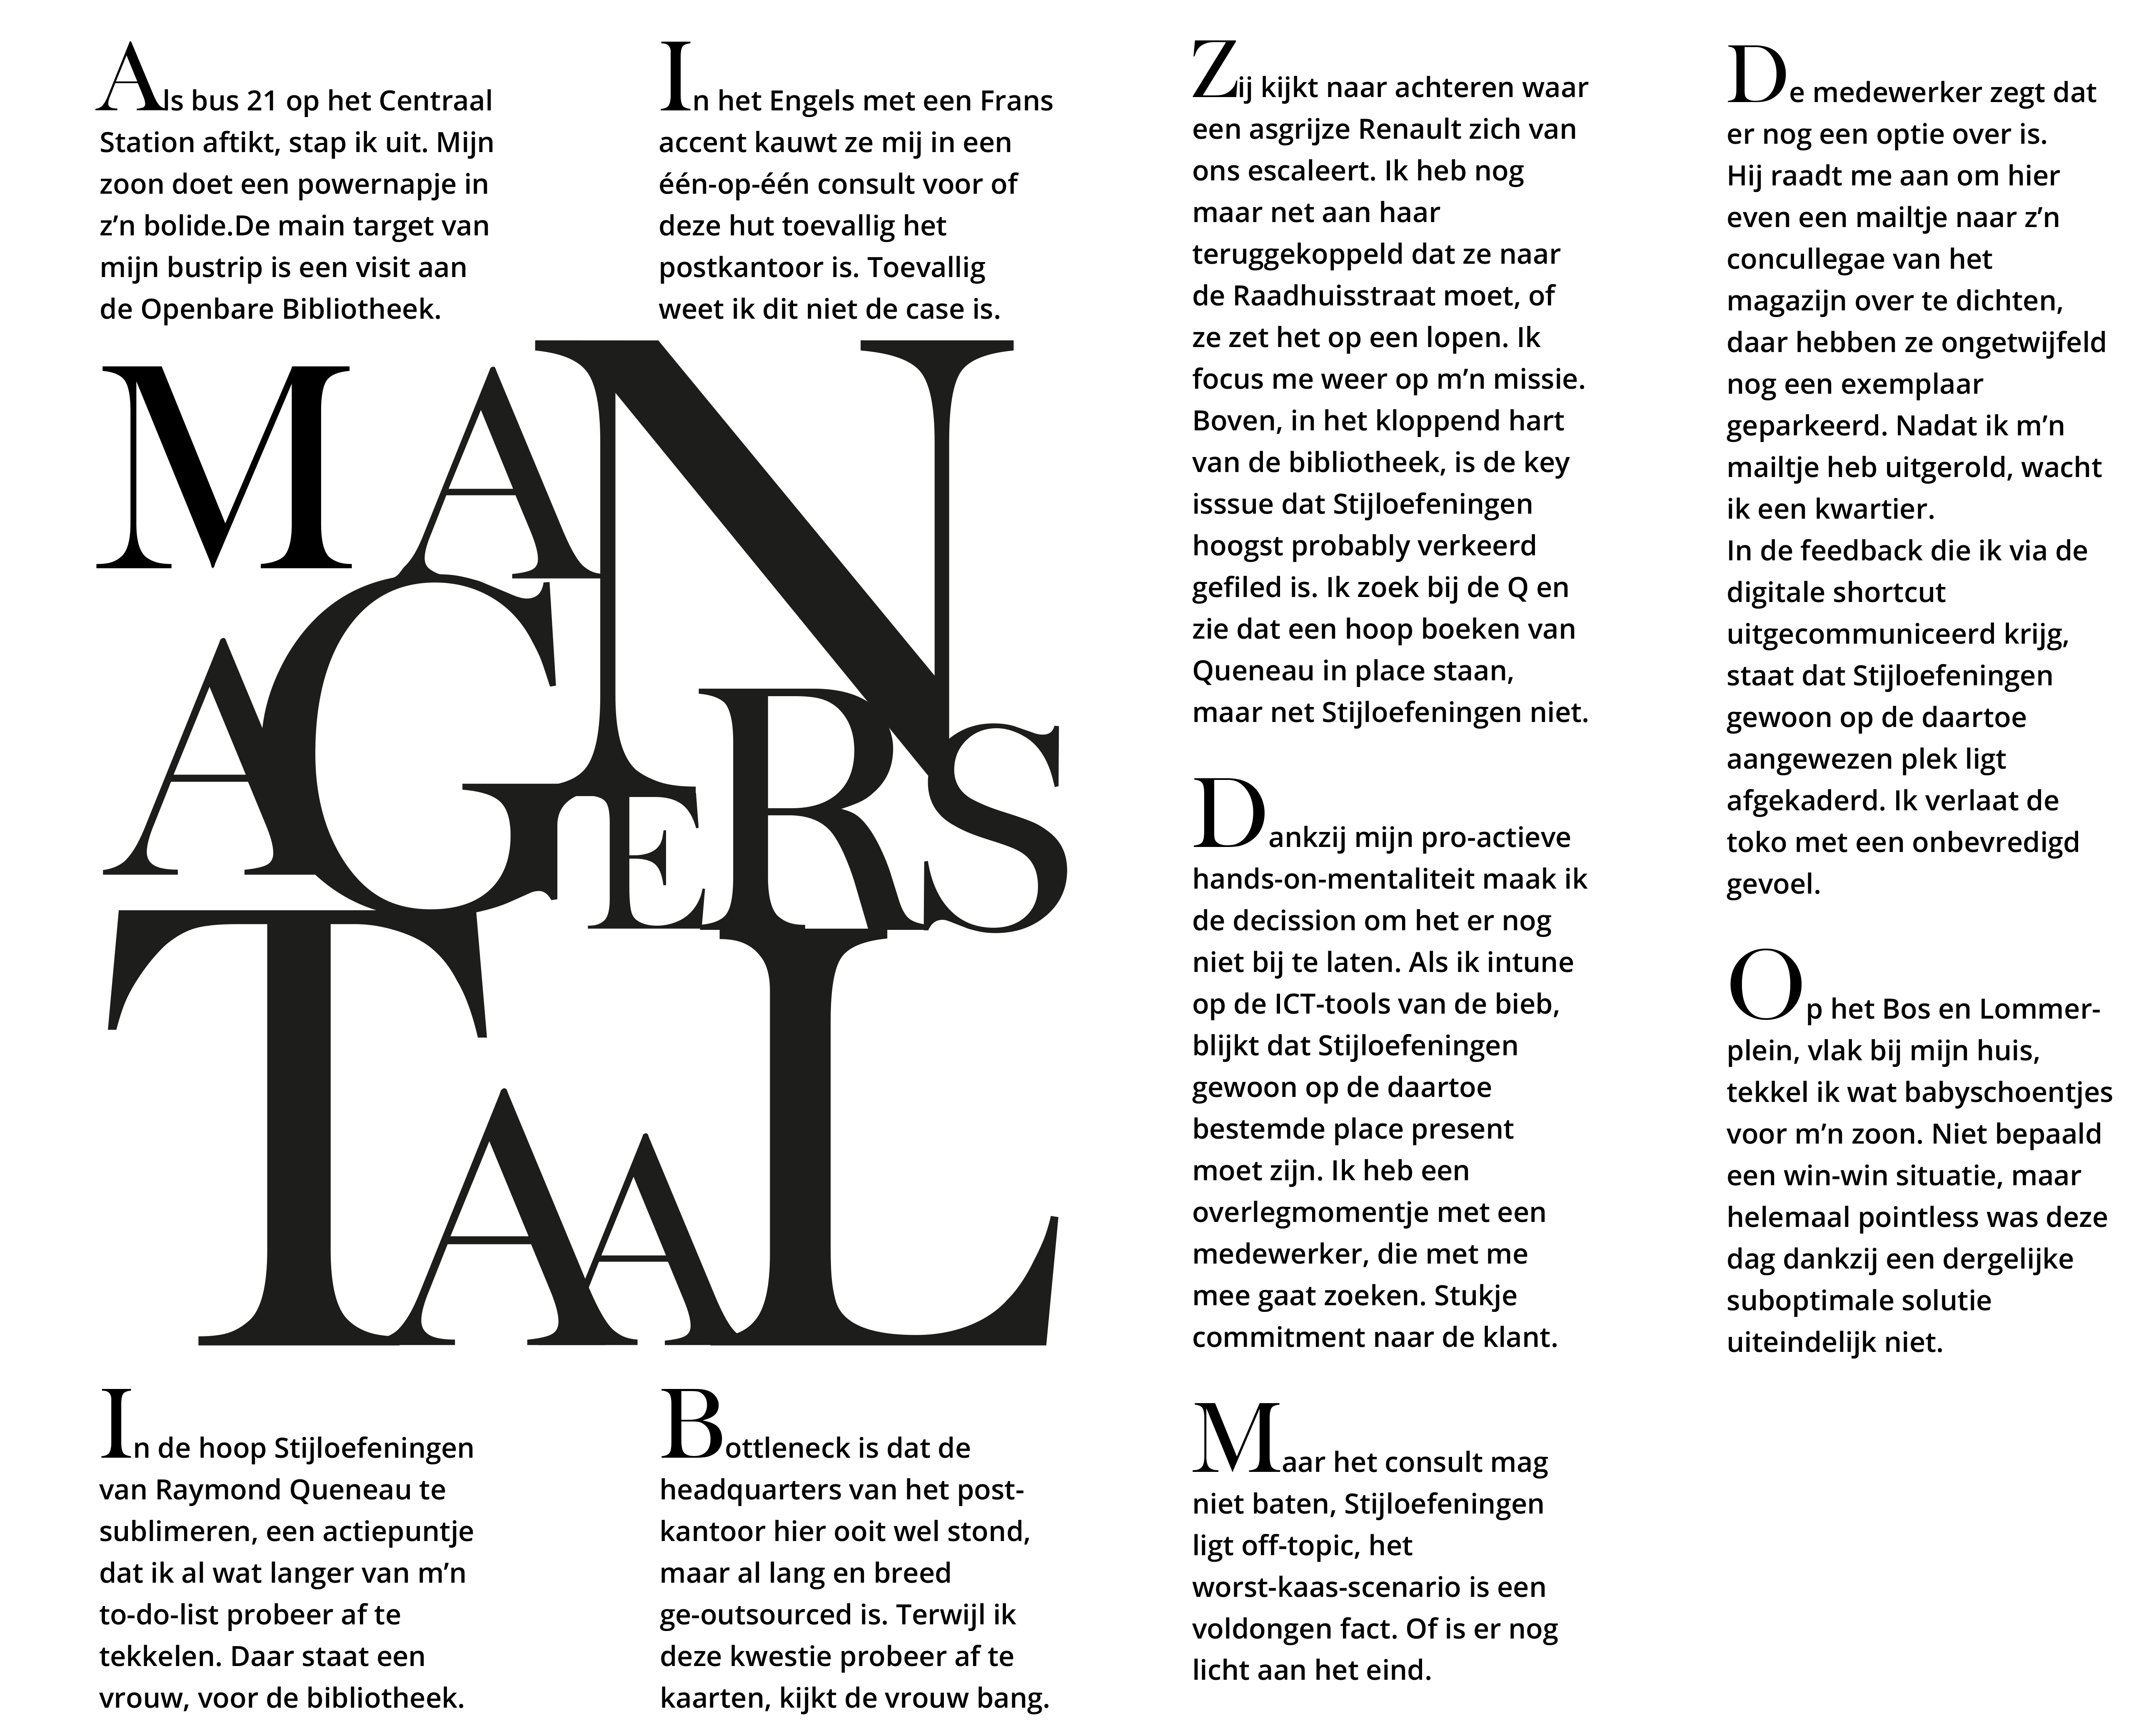 Als bus 21 op het Centraal
Station aftikt, stap ik uit. Mijn
zoon doet een powernapje in
z’n bolide.De main target van
mijn bustrip is een visit aan
de Openbare Bibliotheek.
In het Engels met een Frans
accent kauwt ze mij in een
één-op-één consult voor of
deze hut toevallig het
postkantoor is. Toevallig
weet ik dit niet de case is.
MAN
AGERS
TAAL
In de hoop Stijloefeningen
van Raymond Queneau te
sublimeren, een actiepuntje
dat ik al wat langer van m’n
to-do-list probeer af te
tekkelen. Daar staat een
vrouw, voor de bibliotheek.
Bottleneck is dat de
headquarters van het post-
kantoor hier ooit wel stond,
maar al lang en breed
ge-outsourced is. Terwijl ik
deze kwestie probeer af te
kaarten, kijkt de vrouw bang.
Zij kijkt naar achteren waar
een asgrijze Renault zich van
ons escaleert. Ik heb nog
maar net aan haar
teruggekoppeld dat ze naar
de Raadhuisstraat moet, of
ze zet het op een lopen. Ik
focus me weer op m’n missie.
Boven, in het kloppend hart
van de bibliotheek, is de key
isssue dat Stijloefeningen
hoogst probably verkeerd
gefiled is. Ik zoek bij de Q en
zie dat een hoop boeken van
Queneau in place staan,
maar net Stijloefeningen niet.
Dankzij mijn pro-actieve
hands-on-mentaliteit maak ik
de decission om het er nog
niet bij te laten. Als ik intune
op de ICT-tools van de bieb,
blijkt dat Stijloefeningen
gewoon op de daartoe
bestemde place present
moet zijn. Ik heb een
overlegmomentje met een
medewerker, die met me
mee gaat zoeken. Stukje
commitment naar de klant.
Maar het consult mag
niet baten, Stijloefeningen
ligt off-topic, het
worst-kaas-scenario is een
voldongen fact. Of is er nog
licht aan het eind.
De medewerker zegt dat
er nog een optie over is.
Hij raadt me aan om hier
even een mailtje naar z’n
concullegae van het
magazijn over te dichten,
daar hebben ze ongetwijfeld
nog een exemplaar
geparkeerd. Nadat ik m’n
mailtje heb uitgerold, wacht
ik een kwartier.
In de feedback die ik via de
digitale shortcut
uitgecommuniceerd krijg,
staat dat Stijloefeningen
gewoon op de daartoe
aangewezen plek ligt
afgekaderd. Ik verlaat de
toko met een onbevredigd
gevoel.
Op het Bos en Lommer-
plein, vlak bij mijn huis,
tekkel ik wat babyschoentjes
voor m’n zoon. Niet bepaald
een win-win situatie, maar
helemaal pointless was deze
dag dankzij een dergelijke
suboptimale solutie
uiteindelijk niet.